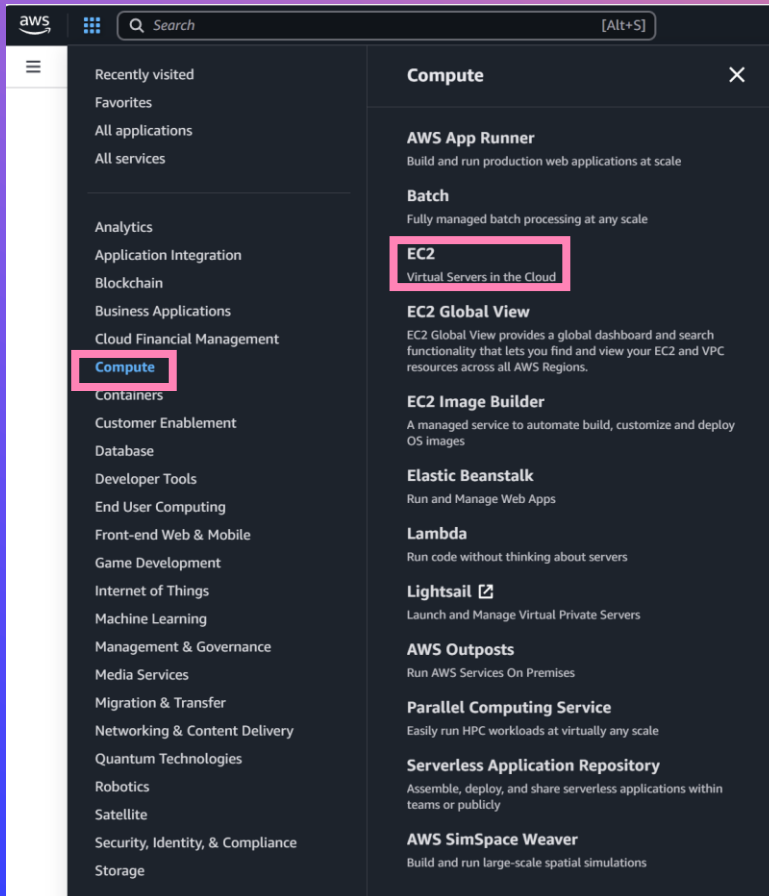 aws
Search
[Alt+S]
Recently visited
Favorites
All applications
All services
Analytics
Application Integration
Blockchain
Business Applications
Cloud Financial Management
Compute
Containers
Customer Enablement
Database
Developer Tools
End User Computing
Front-end Web & Mobile
Game Development
Internet of Things
Machine Learning
Management & Governance
Media Services
Migration & Transfer
Networking & Content Delivery
Quantum Technologies
Robotics
Satellite
Security, Identity, & Compliance
Storage
Compute
AWS App Runner
Build and run production web applications at scale
Batch
Fully managed batch processing at any scale
EC2
Virtual Servers in the Cloud
EC2 Global View
EC2 Global View provides a global dashboard and search
functionality that lets you find and view your EC2 and VPC
resources across all AWS Regions.
EC2 Image Builder
A managed service to automate build, customize and deploy
OS images
Elastic Beanstalk
Run and Manage Web Apps
Lambda
Run code without thinking about servers
Lightsail
Launch and Manage Virtual Private Servers
AWS Outposts
Run AWS Services On Premises
Parallel Computing Service
Easily run HPC workloads at virtually any scale
Serverless Application Repository
Assemble, deploy, and share serverless applications within
teams or publicly
AWS SimSpace Weaver
Build and run large-scale spatial simulations